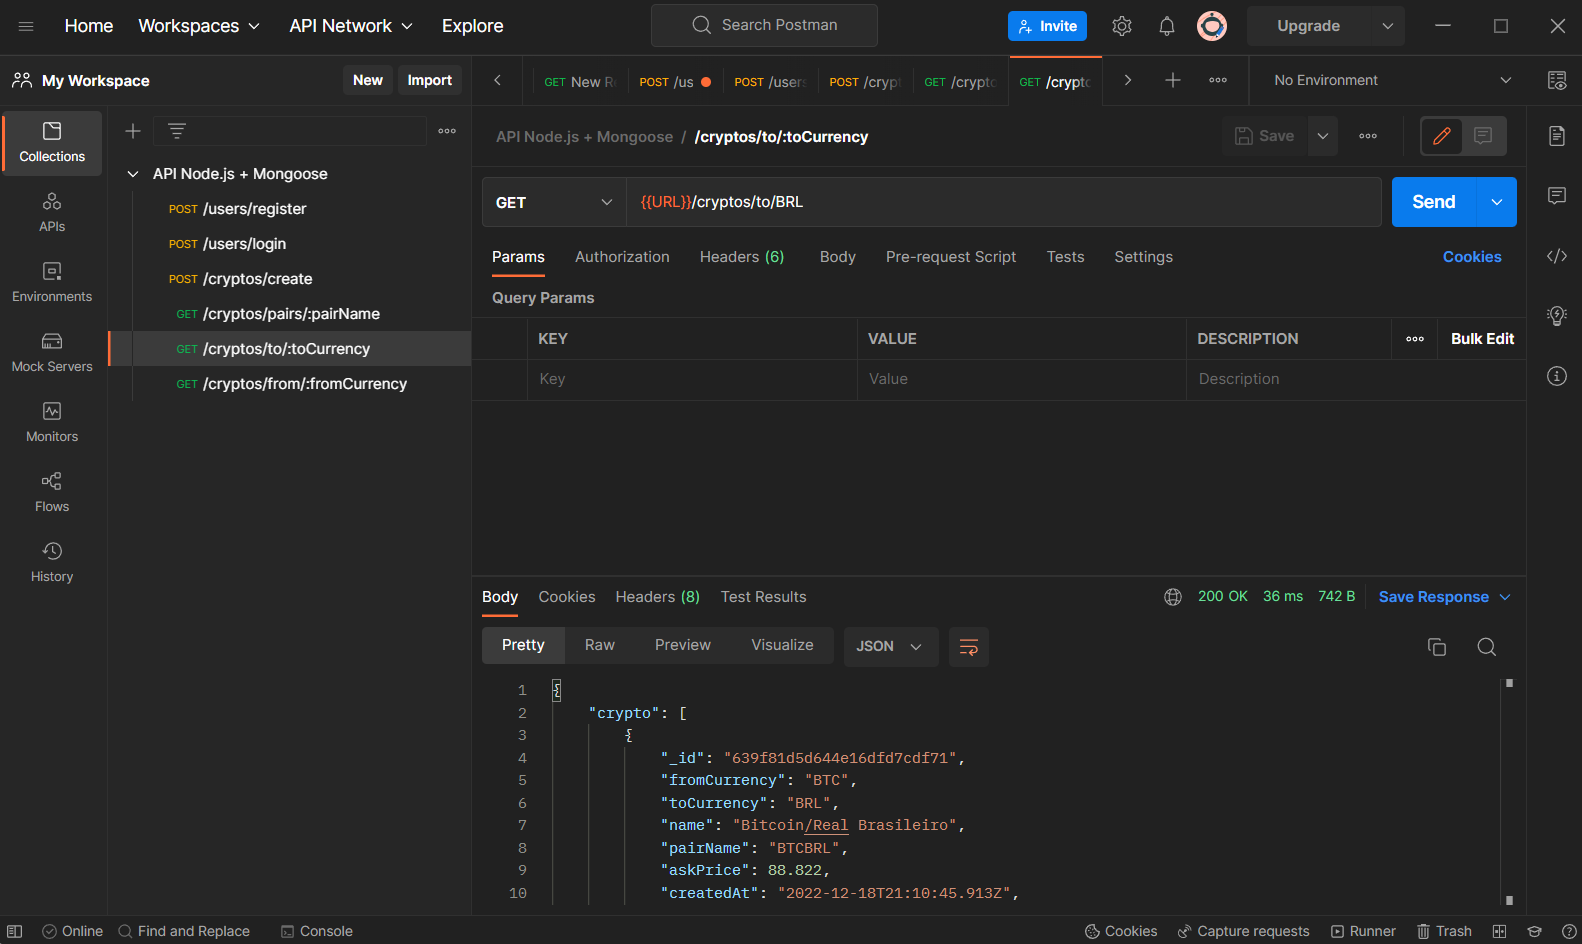 Home Workspaces API Network Explore Search Postman Invite Upgrade
My Workspace New Import
GET New R POST /us POST /users POST /crypt GET /crypto GET /crypto No Environment
Collections
APIs
Environments
Mock Servers
Monitors
Flows
History
API Node.js + Mongoose
POST /users/register
POST /users/login
POST /cryptos/create
GET /cryptos/pairs/:pairName
GET /cryptos/to/:toCurrency
GET /cryptos/from/:fromCurrency
API Node.js + Mongoose / /cryptos/to/:toCurrency Save
GET {{URL}}/cryptos/to/BRL Send
Params Authorization Headers (6) Body Pre-request Script Tests Settings Cookies
Query Params
KEY VALUE DESCRIPTION Bulk Edit
Key Value Description
Body Cookies Headers (8) Test Results 200 OK 36 ms 742 B Save Response
Pretty Raw Preview Visualize JSON
1 {
2 "crypto": [
3 {
4 "_id": "639f81d5d644e16dfd7cdf71",
5 "fromCurrency": "BTC",
6 "toCurrency": "BRL",
7 "name": "Bitcoin/Real Brasileiro",
8 "pairName": "BTCBRL",
9 "askPrice": 88.822,
10 "createdAt": "2022-12-18T21:10:45.913Z",
Online Find and Replace Console Cookies Capture requests Runner Trash